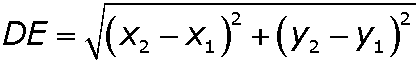 DE = √((x₂ − x₁)² + (y₂ − y₁)²)